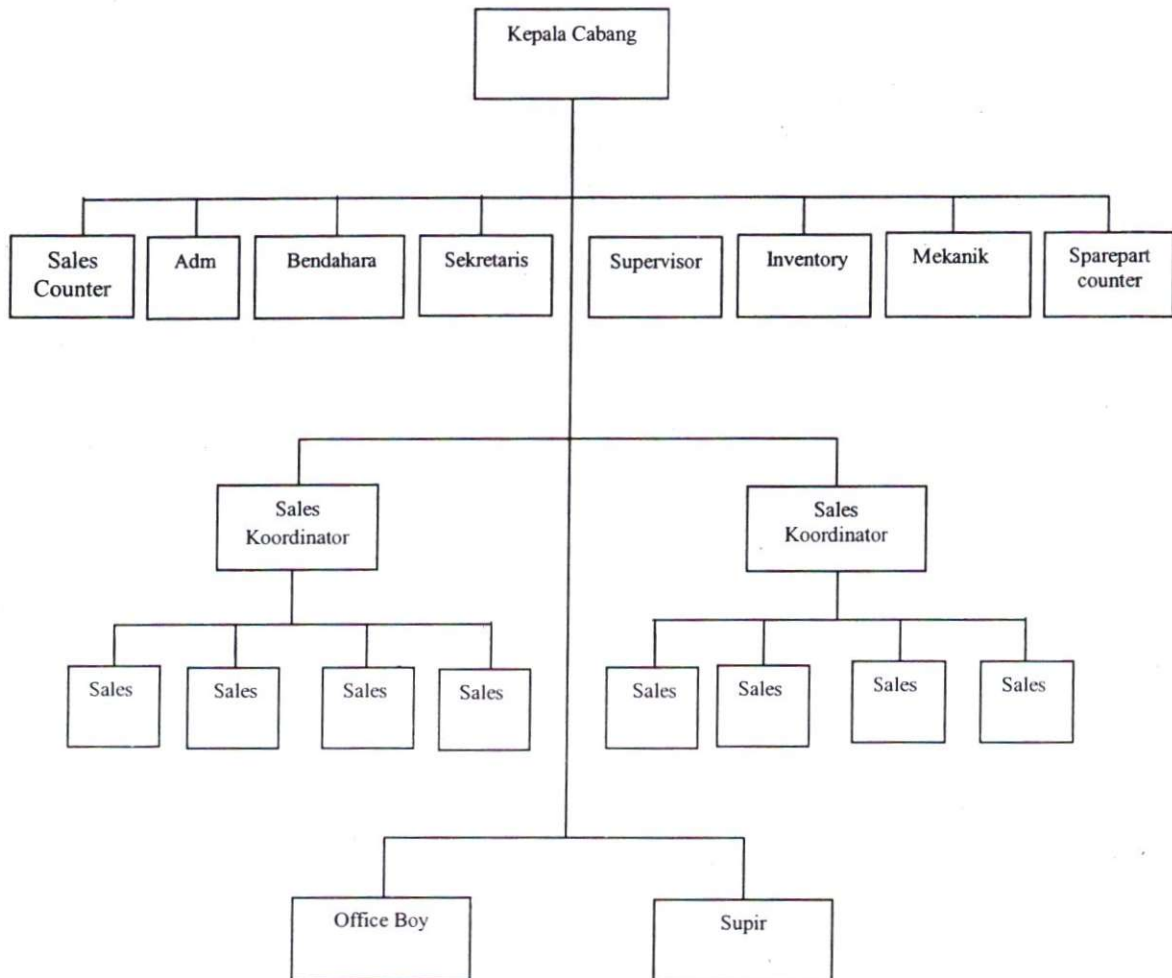 Kepala Cabang
Sales
Counter
Adm
Bendahara
Sekretaris
Supervisor
Inventory
Mekanik
Sparepart
counter
Sales
Koordinator
Sales
Koordinator
Sales
Sales
Sales
Sales
Sales
Sales
Sales
Sales
Office Boy
Supir